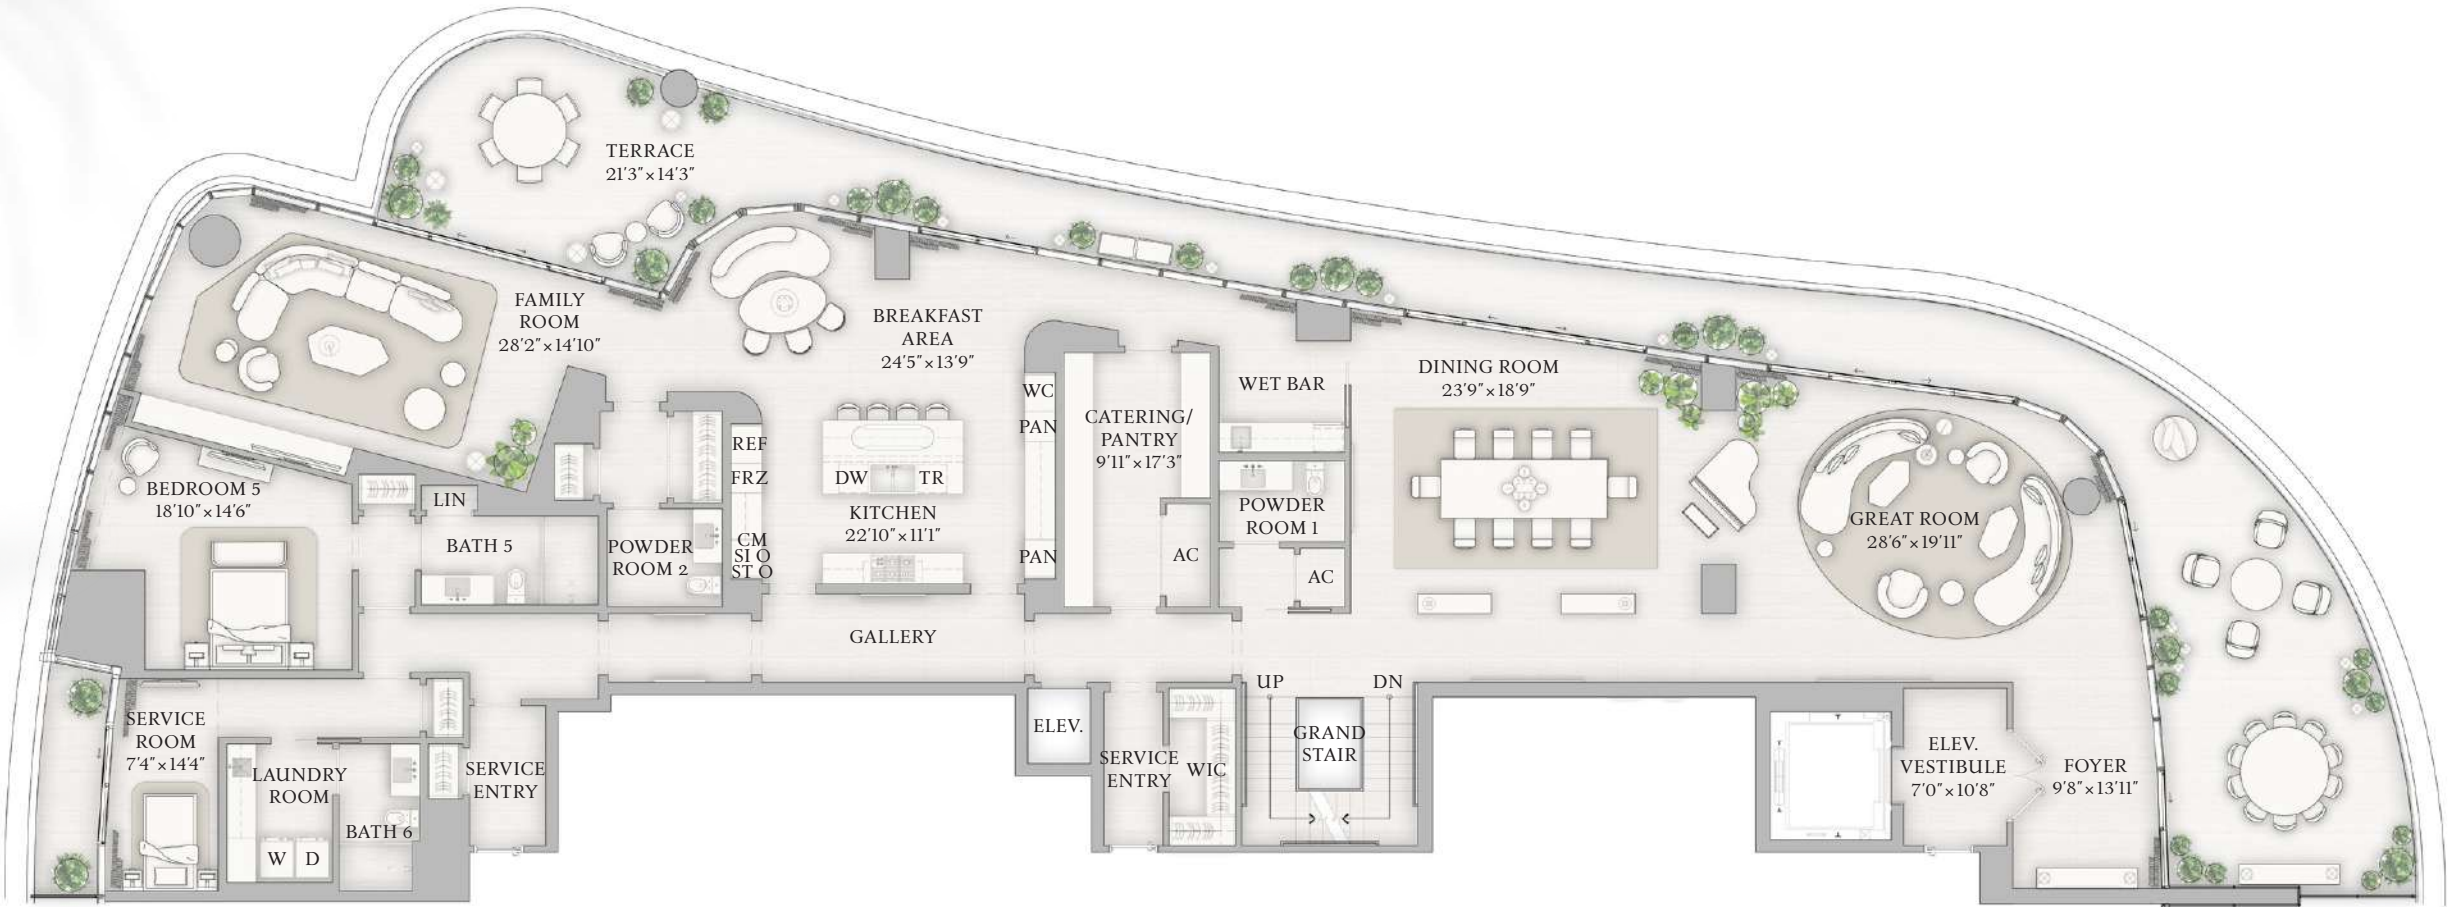 TERRACE
21'3"×14'3"
FAMILY
ROOM
28'2"×14'10"
BREAKFAST
AREA
24'5"×13'9"
WC
PAN
PAN
CATERING/
PANTRY
9'11"×17'3"
WET BAR
DINING ROOM
23'9"×18'9"
REF
FRZ
DW
TR
KITCHEN
22'10"×11'1"
CM
SI O
ST O
BEDROOM 5
18'10"×14'6"
LIN
BATH 5
POWDER
ROOM 2
POWDER
ROOM 1
AC
AC
GREAT ROOM
28'6"×19'11"
GALLERY
UP
DN
SERVICE
ROOM
7'4"×14'4"
LAUNDRY
ROOM
W
D
BATH 6
SERVICE
ENTRY
ELEV.
SERVICE
ENTRY
WIC
GRAND
STAIR
ELEV.
VESTIBULE
7'0"×10'8"
FOYER
9'8"×13'11"